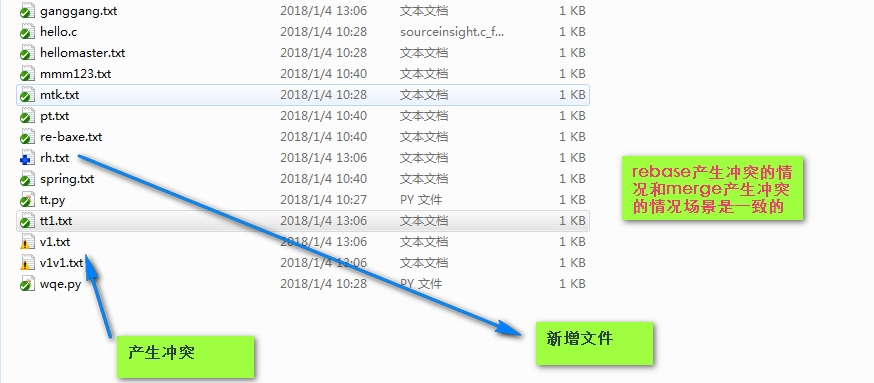 ganggang.txt 2018/1/4 13:06 文本文档 1 KB
hello.c 2018/1/4 10:28 sourceinsight.c_f... 1 KB
hellomaster.txt 2018/1/4 10:28 文本文档 1 KB
mmm123.txt 2018/1/4 10:40 文本文档 1 KB
mtk.txt 2018/1/4 10:28 文本文档 1 KB
pt.txt 2018/1/4 10:40 文本文档 1 KB
re-baxe.txt 2018/1/4 10:40 文本文档 1 KB
rh.txt 2018/1/4 13:06 文本文档 1 KB
spring.txt 2018/1/4 10:40 文本文档 1 KB
tt.py 2018/1/4 10:27 PY 文件 1 KB
tt1.txt 2018/1/4 13:06 文本文档 1 KB
v1.txt 2018/1/4 13:06 文本文档 1 KB
v1v1.txt 2018/1/4 13:06 文本文档 1 KB
wqe.py 2018/1/4 10:28 PY 文件 1 KB
rebase产生冲突的情
况和merge产生冲突
的情况场景是一致的
新增文件
产生冲突